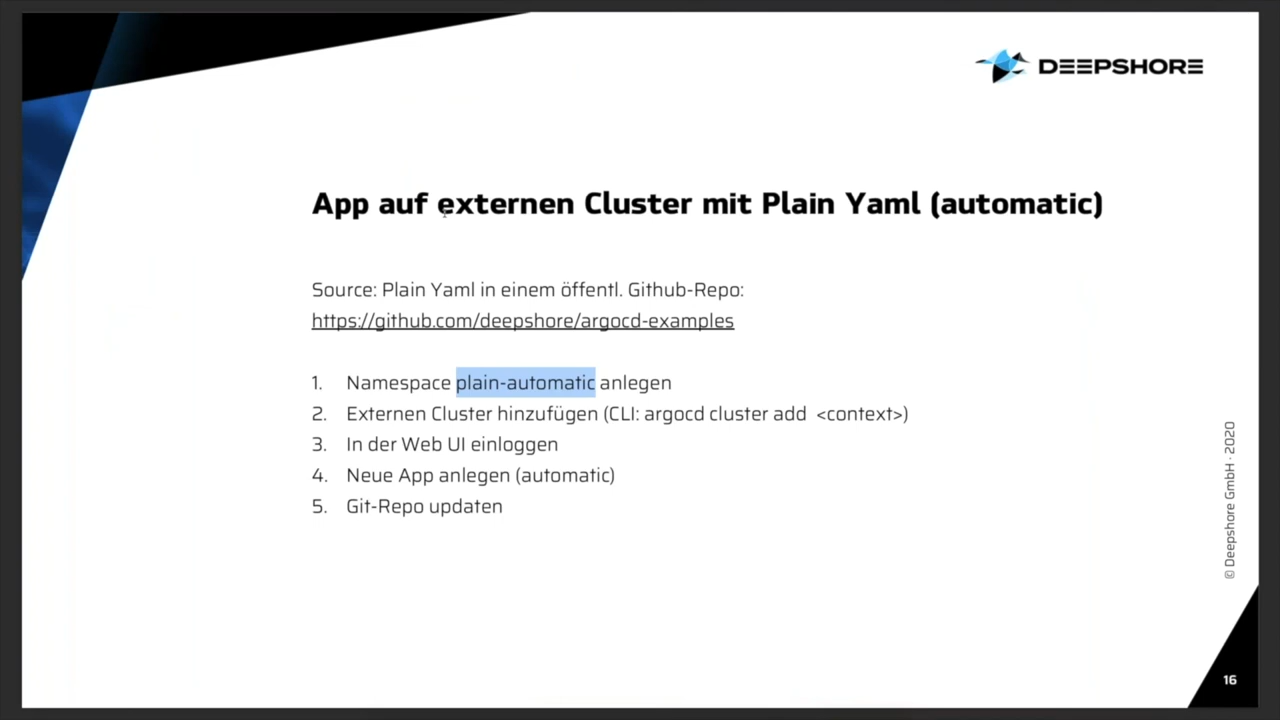 DEEPSHORE
App auf externen Cluster mit Plain Yaml (automatic)
Source: Plain Yaml in einem öffentl. Github-Repo:
https://github.com/deepshore/argocd-examples
1. Namespace plain-automatic anlegen
2. Externen Cluster hinzufügen (CLI: argocd cluster add <context>)
3. In der Web UI einloggen
4. Neue App anlegen (automatic)
5. Git-Repo updaten
© Deepshore GmbH · 2020
16